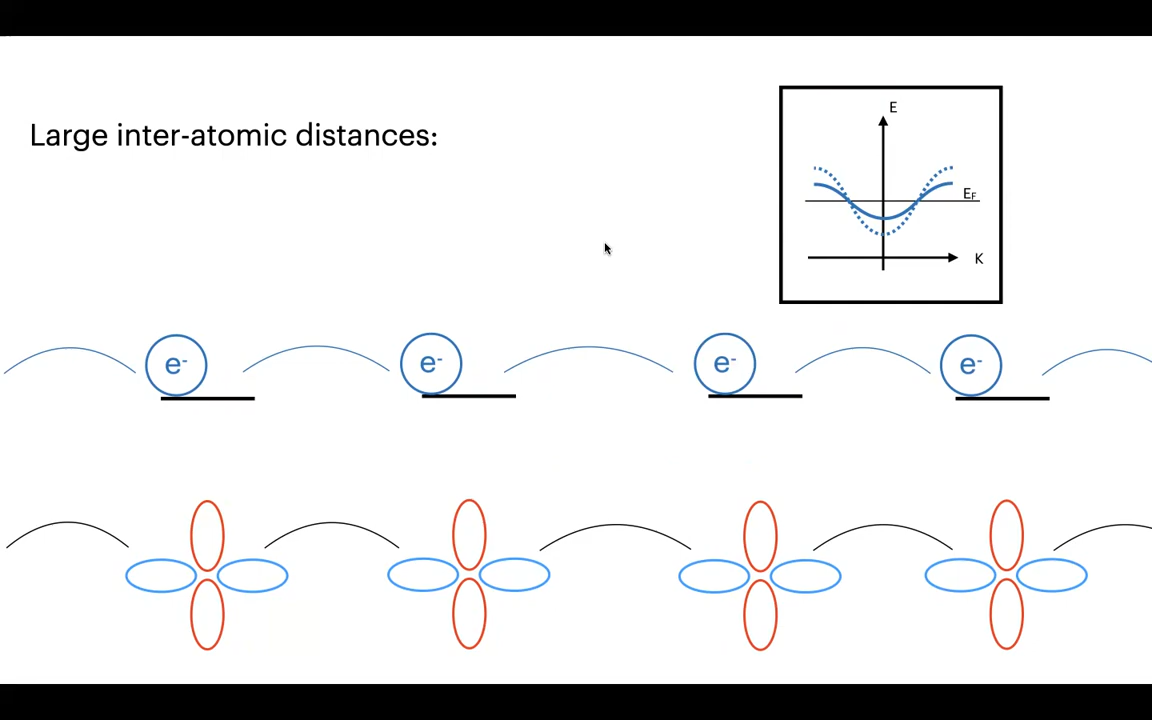 Large inter-atomic distances:
E
E_F
K
e⁻ e⁻ e⁻ e⁻